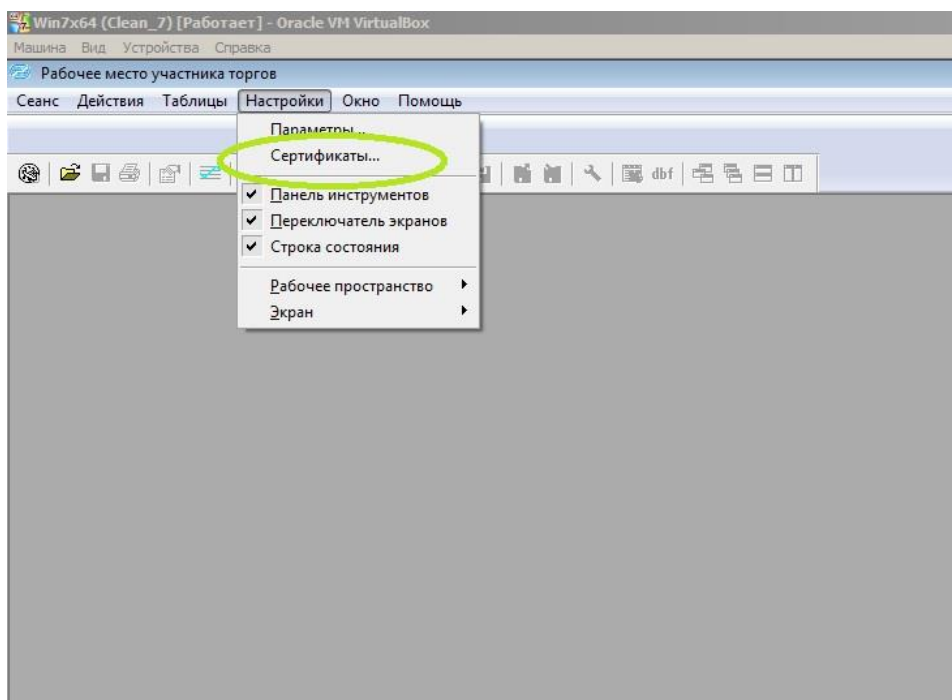 Win7x64 (Clean_7) [Работает] - Oracle VM VirtualBox
Машина Вид Устройства Справка
Рабочее место участника торгов
Сеанс Действия Таблицы Настройки Окно Помощь
Параметры...
Сертификаты...
dbf
Панель инструментов
Переключатель экранов
Строка состояния
Рабочее пространство
Экран